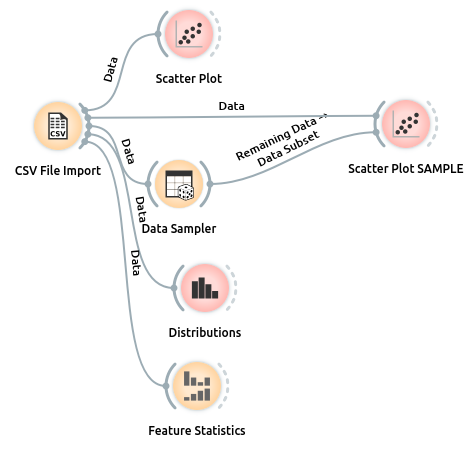 Data
Scatter Plot
CSV
CSV File Import
Data
Remaining Data →
Data Subset
Scatter Plot SAMPLE
Data
Data Sampler
Data
Data
Distributions
Feature Statistics